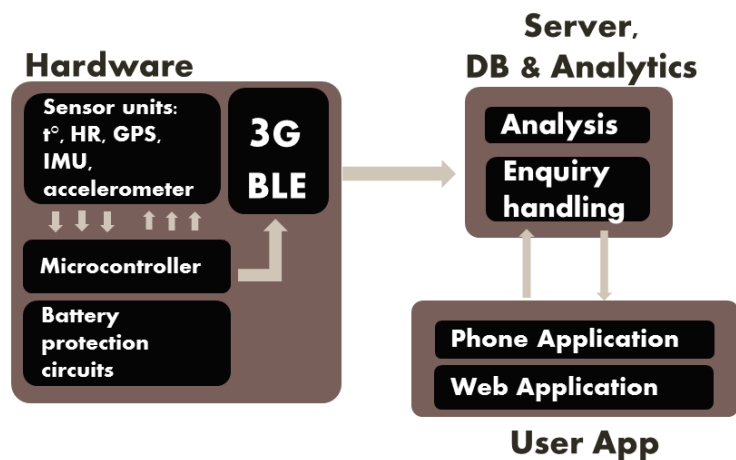 Hardware
Sensor units:
t°, HR, GPS,
IMU,
accelerometer
3G
BLE
Microcontroller
Battery
protection
circuits
Server,
DB & Analytics
Analysis
Enquiry
handling
Phone Application
Web Application
User App